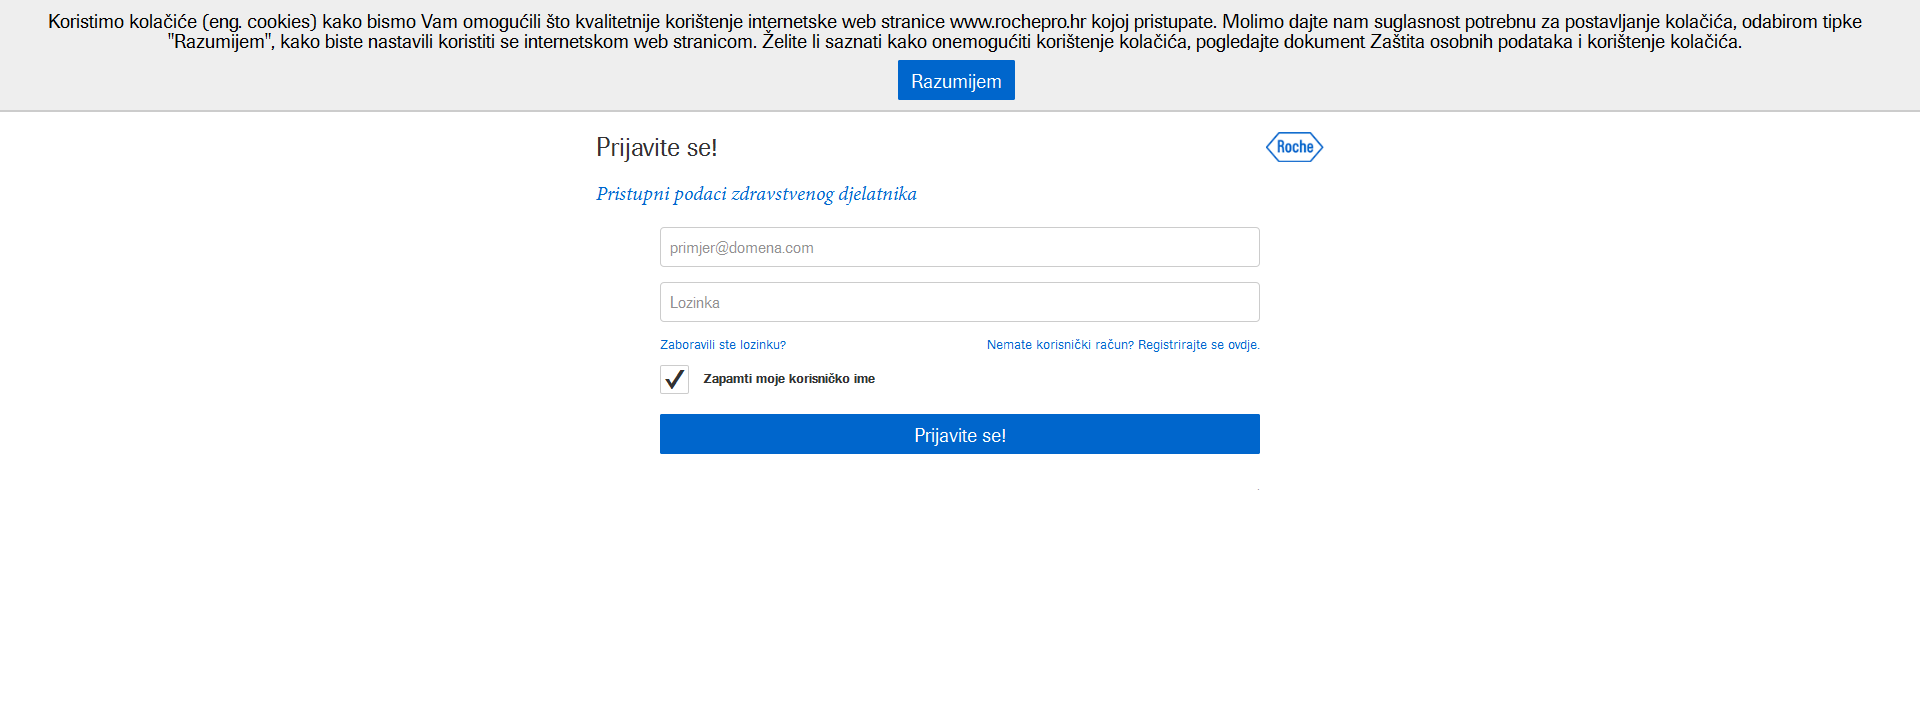 Koristimo kolačiće (eng. cookies) kako bismo Vam omogućili što kvalitetnije korištenje internetske web stranice www.rochepro.hr kojoj pristupate. Molimo dajte nam suglasnost potrebnu za postavljanje kolačića, odabirom tipke
"Razumijem", kako biste nastavili koristiti se internetskom web stranicom. Želite li saznati kako onemogućiti korištenje kolačića, pogledajte dokument Zaštita osobnih podataka i korištenje kolačića.
Razumijem
Prijavite se!
Roche
Pristupni podaci zdravstvenog djelatnika
primjer@domena.com
Lozinka
Zaboravili ste lozinku?
Nemate korisnički račun? Registrirajte se ovdje.
Zapamti moje korisničko ime
Prijavite se!
.